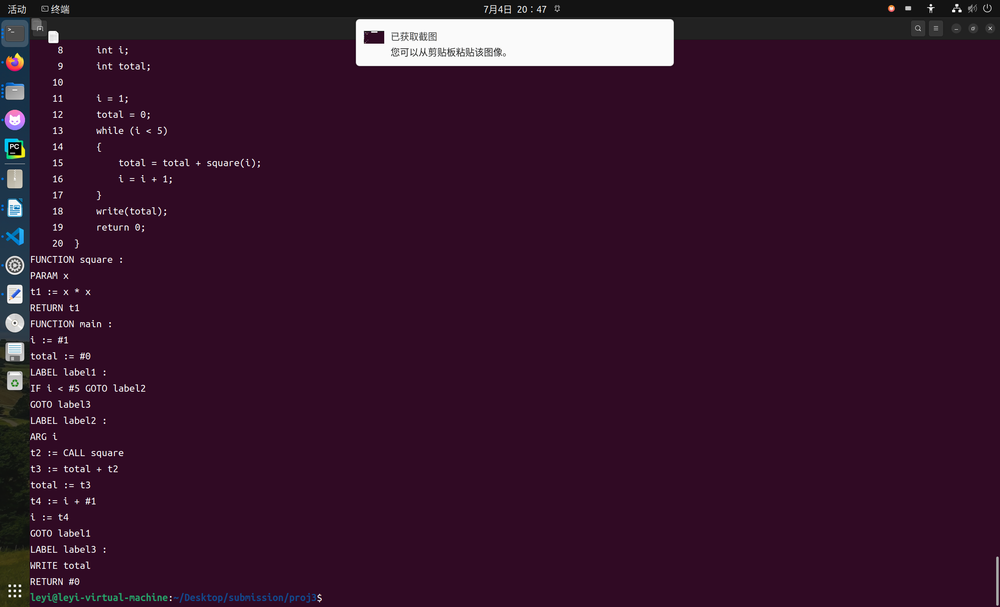 活动 终端 7月4日 20：47
已获取截图
您可以从剪贴板粘贴该图像。
8 int i;
9 int total;
10
11 i = 1;
12 total = 0;
13 while (i < 5)
14 {
15 total = total + square(i);
16 i = i + 1;
17 }
18 write(total);
19 return 0;
20 }
FUNCTION square :
PARAM x
t1 := x * x
RETURN t1
FUNCTION main :
i := #1
total := #0
LABEL label1 :
IF i < #5 GOTO label2
GOTO label3
LABEL label2 :
ARG i
t2 := CALL square
t3 := total + t2
total := t3
t4 := i + #1
i := t4
GOTO label1
LABEL label3 :
WRITE total
RETURN #0
leyi@leyi-virtual-machine:~/Desktop/submission/proj3$
PC